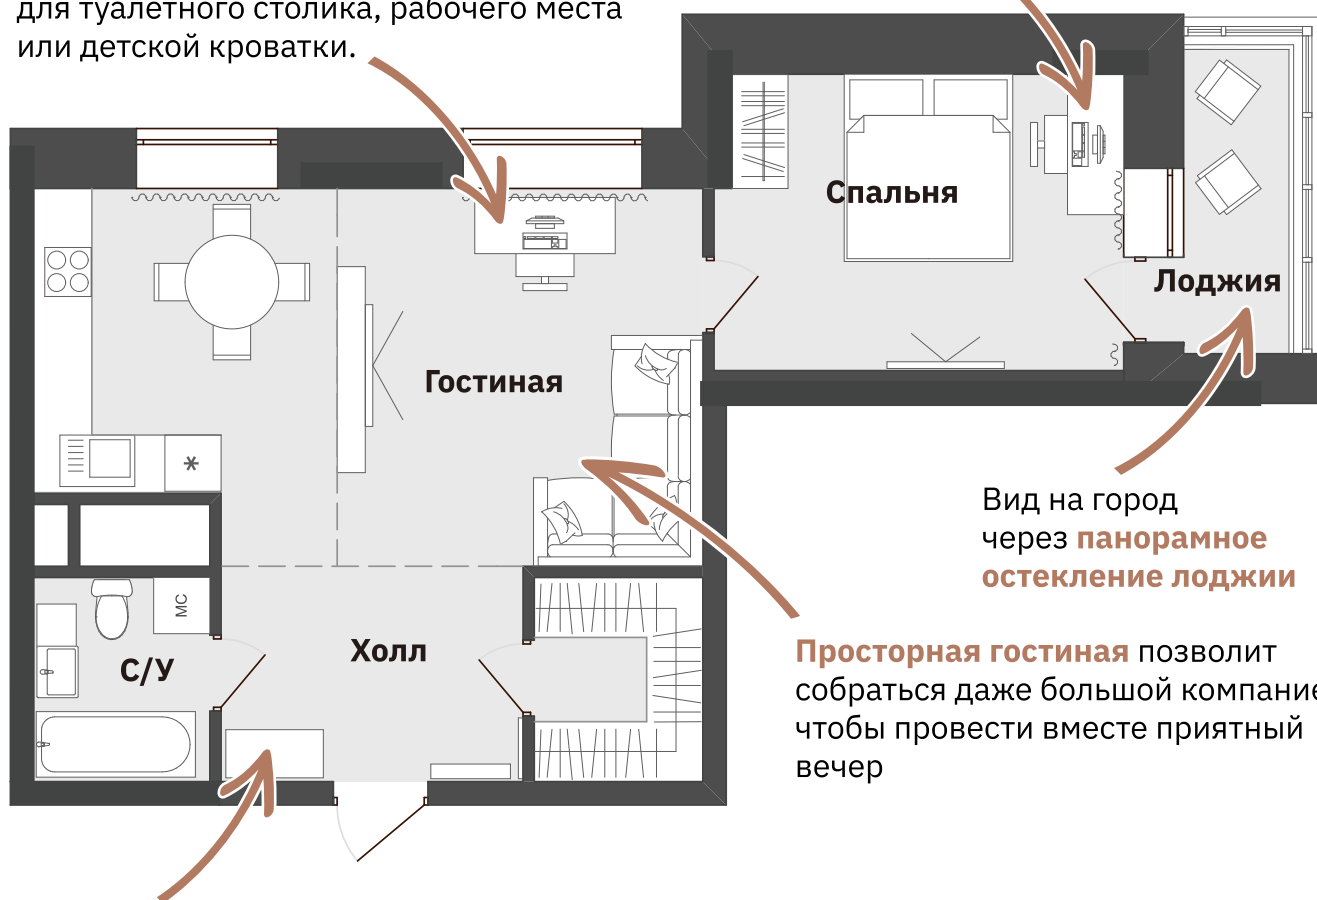 для туалетного столика, рабочего места
или детской кроватки.
Спальня
Лоджия
Гостиная
Вид на город
через панормное
остекление лоджии
МС
С/У
Холл
Просторная гостиная позволит
собраться даже большой компание
чтобы провести вместе приятный
вечер